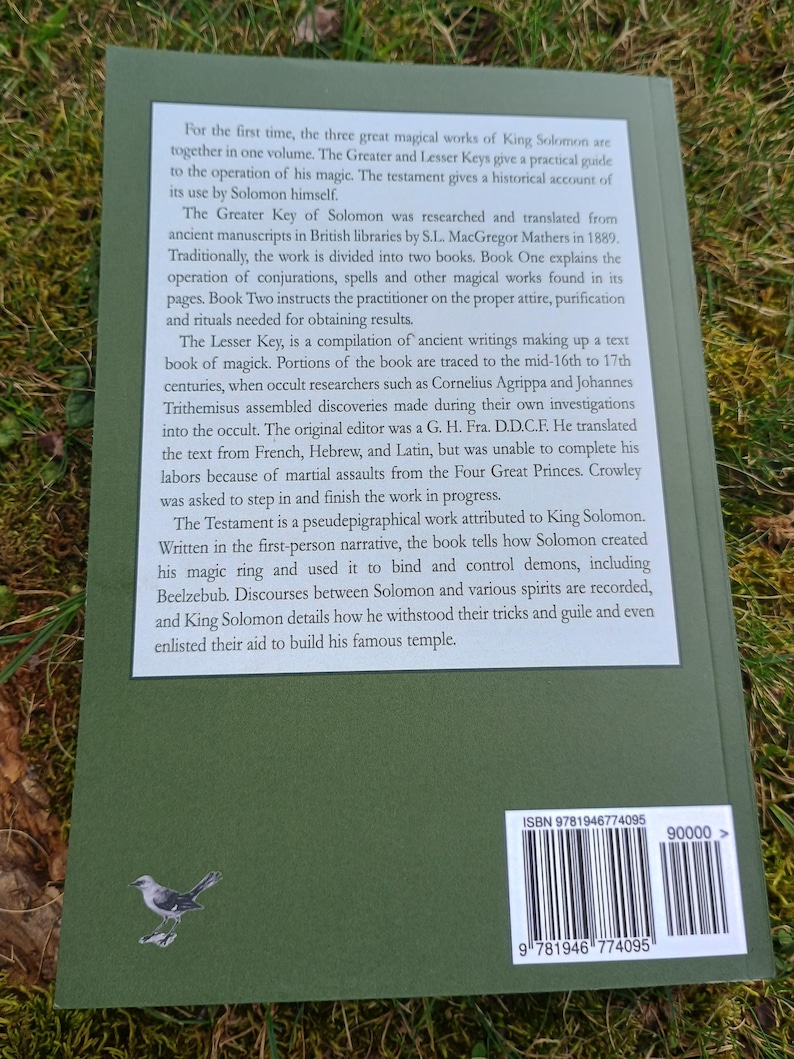 For the first time, the three great magical works of King Solomon are
together in one volume. The Greater and Lesser Keys give a practical guide
to the operation of his magic. The testament gives a historical account of
its use by Solomon himself.
The Greater Key of Solomon was researched and translated from
ancient manuscripts in British libraries by S.L. MacGregor Mathers in 1889.
Traditionally, the work is divided into two books. Book One explains the
operation of conjurations, spells and other magical works found in its
pages. Book Two instructs the practitioner on the proper attire, purification
and rituals needed for obtaining results.
The Lesser Key, is a compilation of ancient writings making up a text
book of magick. Portions of the book are traced to the mid-16th to 17th
centuries, when occult researchers such as Cornelius Agrippa and Johannes
Trithemisus assembled discoveries made during their own investigations
into the occult. The original editor was a G. H. Fra. D.D.C.F. He translated
the text from French, Hebrew, and Latin, but was unable to complete his
labors because of martial assaults from the Four Great Princes. Crowley
was asked to step in and finish the work in progress.
The Testament is a pseudepigraphical work attributed to King Solomon.
Written in the first-person narrative, the book tells how Solomon created
his magic ring and used it to bind and control demons, including
Beelzebub. Discourses between Solomon and various spirits are recorded,
and King Solomon details how he withstood their tricks and guile and even
enlisted their aid to build his famous temple.
ISBN 9781946774095
90000 >
9 781946 774095